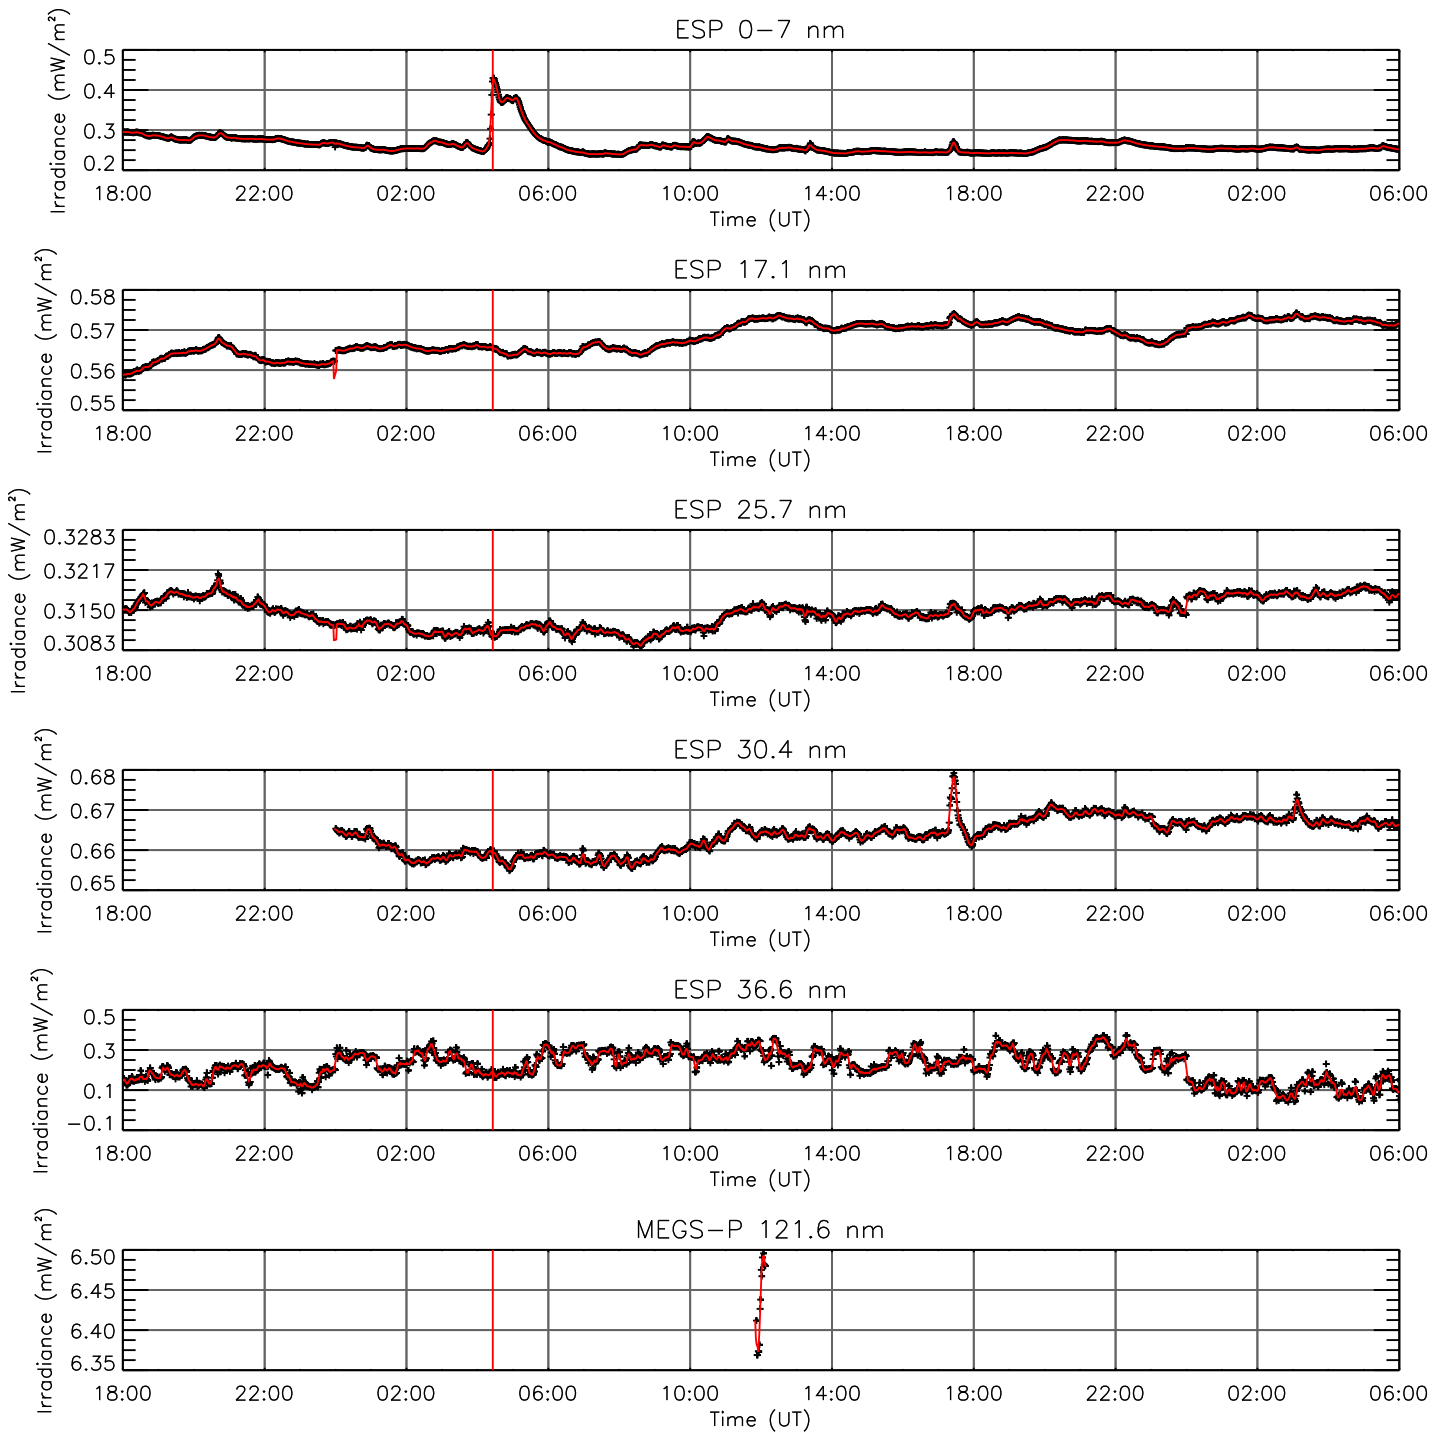 ESP 0−7 nm
Irradiance (mW/m²)
0.5
0.4
0.3
0.2
18:00 22:00 02:00 06:00 10:00 14:00 18:00 22:00 02:00 06:00
Time (UT)
ESP 17.1 nm
Irradiance (mW/m²)
0.58
0.57
0.56
0.55
18:00 22:00 02:00 06:00 10:00 14:00 18:00 22:00 02:00 06:00
Time (UT)
ESP 25.7 nm
Irradiance (mW/m²)
0.3283
0.3217
0.3150
0.3083
18:00 22:00 02:00 06:00 10:00 14:00 18:00 22:00 02:00 06:00
Time (UT)
ESP 30.4 nm
Irradiance (mW/m²)
0.68
0.67
0.66
0.65
18:00 22:00 02:00 06:00 10:00 14:00 18:00 22:00 02:00 06:00
Time (UT)
ESP 36.6 nm
Irradiance (mW/m²)
0.5
0.3
0.1
−0.1
18:00 22:00 02:00 06:00 10:00 14:00 18:00 22:00 02:00 06:00
Time (UT)
MEGS−P 121.6 nm
Irradiance (mW/m²)
6.50
6.45
6.40
6.35
18:00 22:00 02:00 06:00 10:00 14:00 18:00 22:00 02:00 06:00
Time (UT)